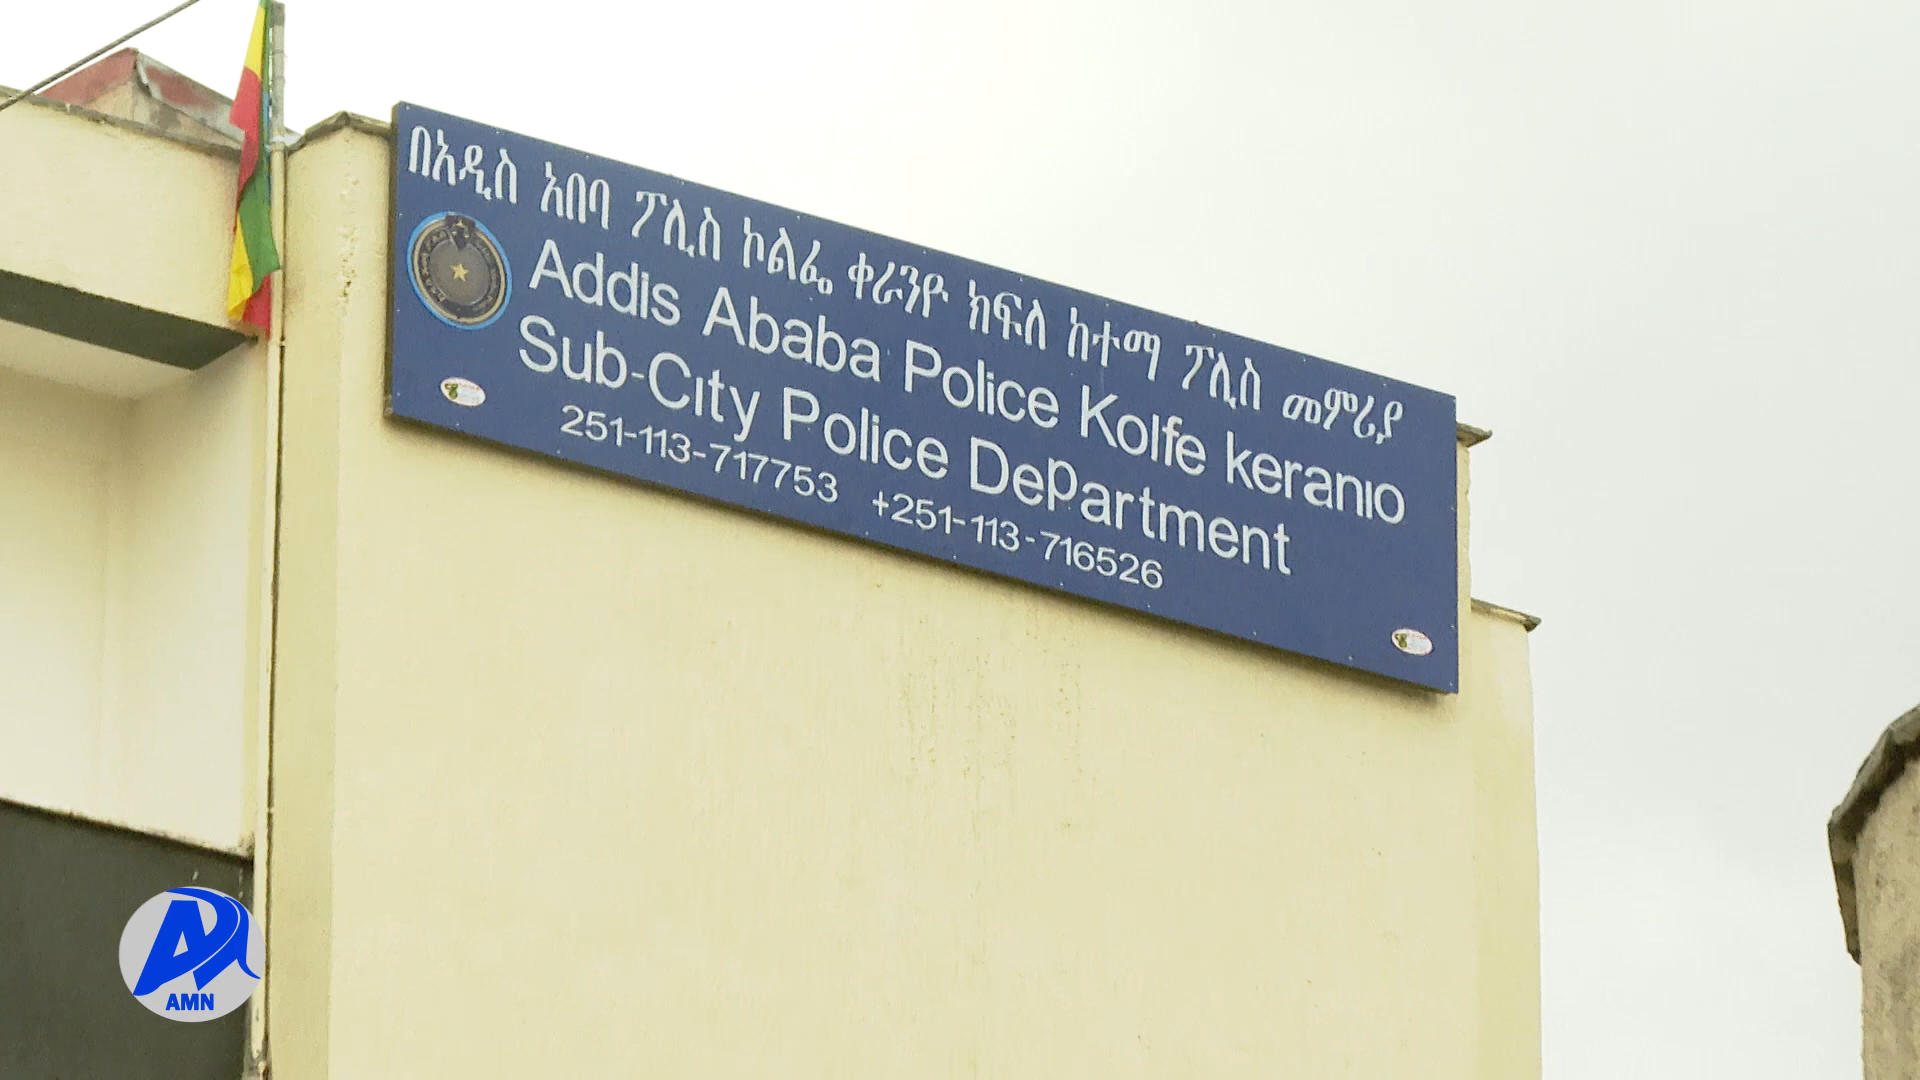 በአዲስ አበባ ፖሊስ ኮልፌ ቀራንዮ ክፍለ ከተማ ፖሊስ መምሪያ
Addis Ababa Police Kolfe keranio
Sub-City Police Department
251-113-717753 +251-113-716526
AMN